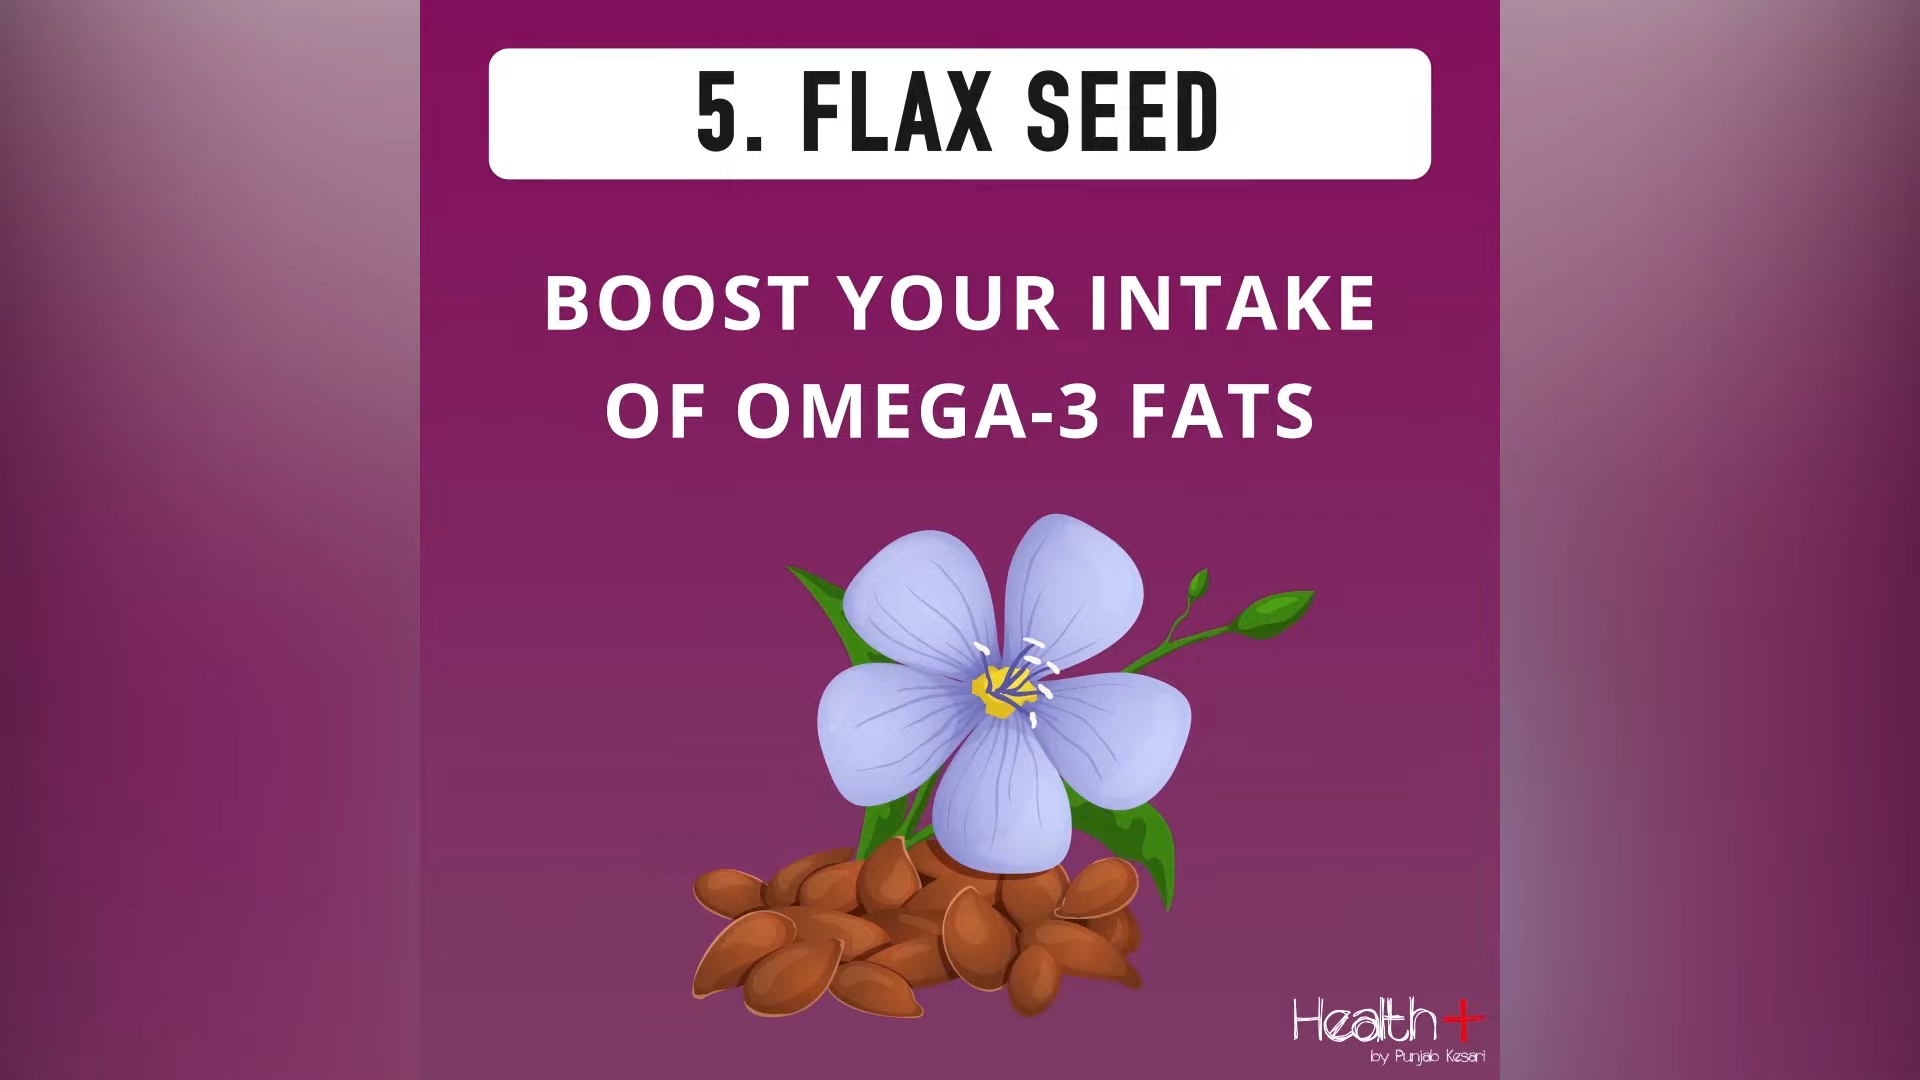 5. FLAX SEED
BOOST YOUR INTAKE
OF OMEGA-3 FATS
Health+
by Punjab Kesari